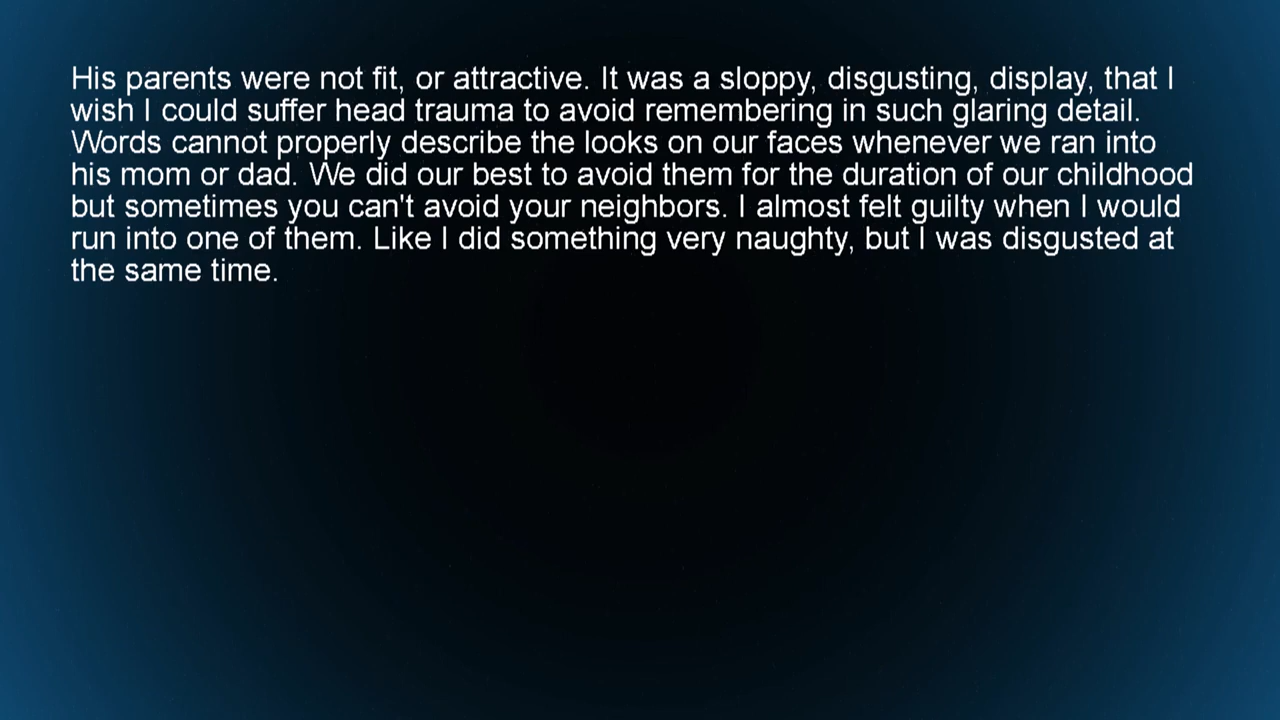 His parents were not fit, or attractive. It was a sloppy, disgusting, display, that I
wish I could suffer head trauma to avoid remembering in such glaring detail.
Words cannot properly describe the looks on our faces whenever we ran into
his mom or dad. We did our best to avoid them for the duration of our childhood
but sometimes you can't avoid your neighbors. I almost felt guilty when I would
run into one of them. Like I did something very naughty, but I was disgusted at
the same time.